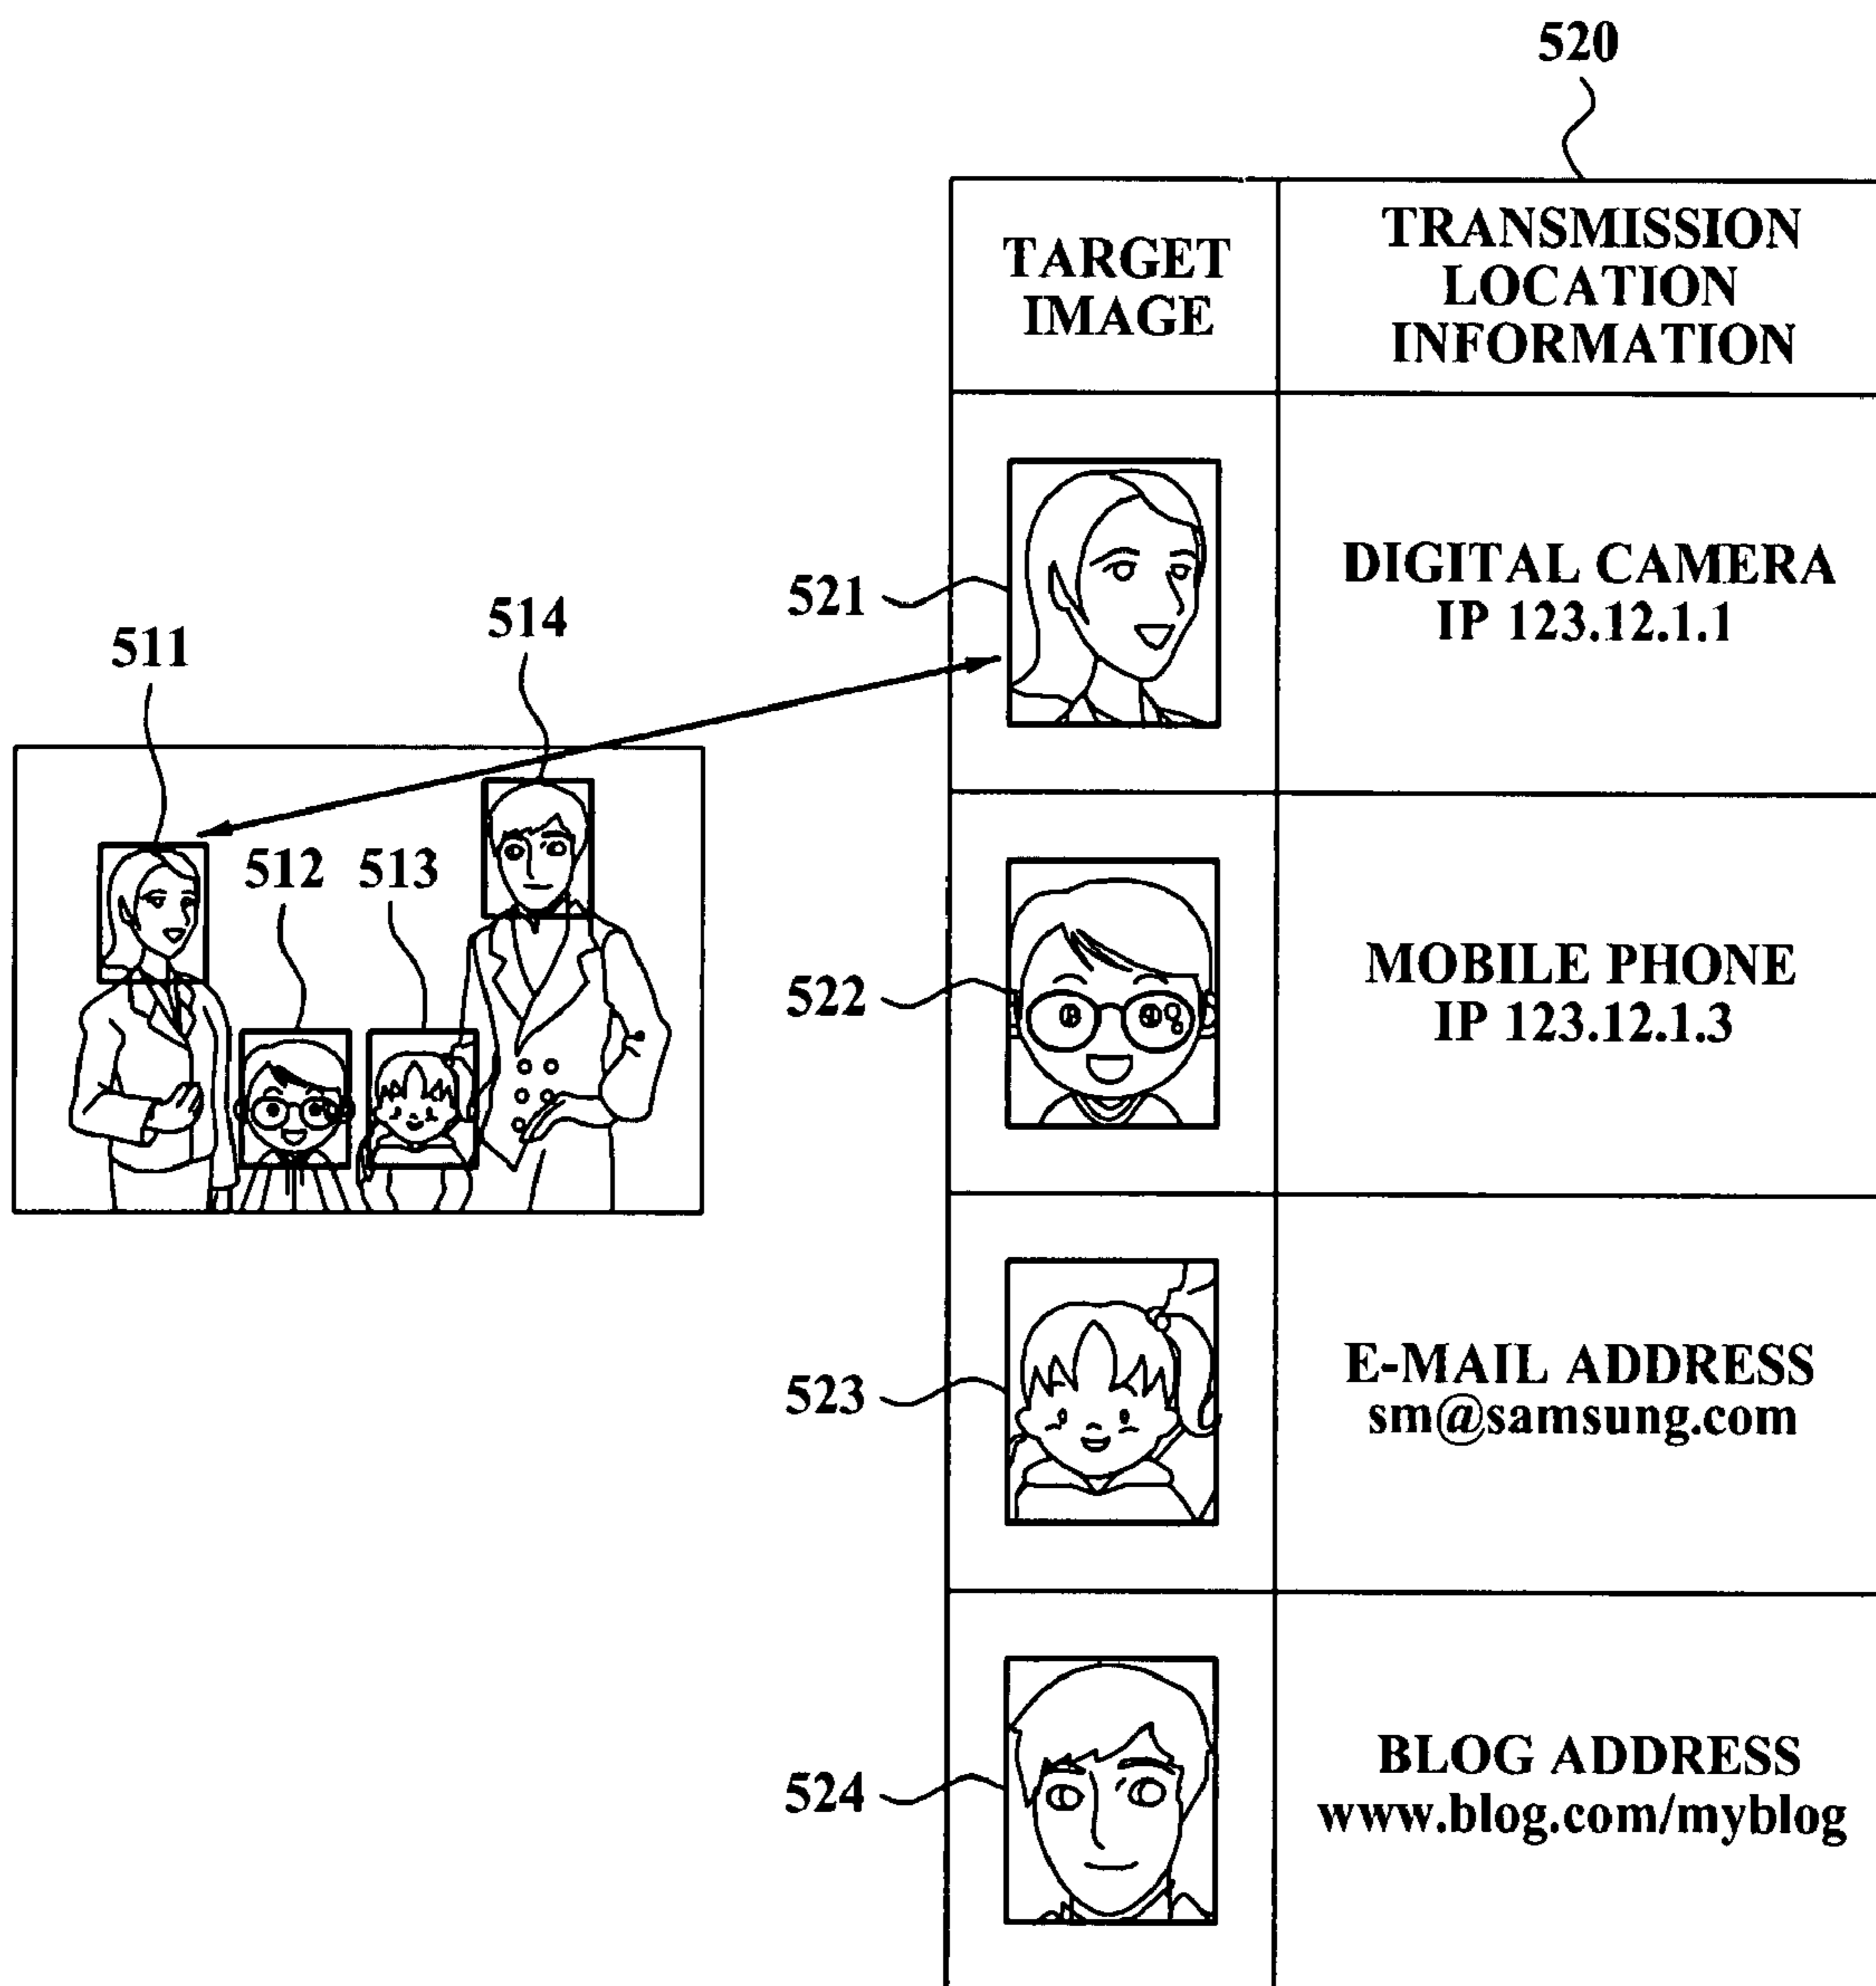 520
TARGET
IMAGE
TRANSMISSION
LOCATION
INFORMATION
521
DIGITAL CAMERA
IP 123.12.1.1
511
514
512
513
522
MOBILE PHONE
IP 123.12.1.3
523
E-MAIL ADDRESS
sm@samsung.com
524
BLOG ADDRESS
www.blog.com/myblog